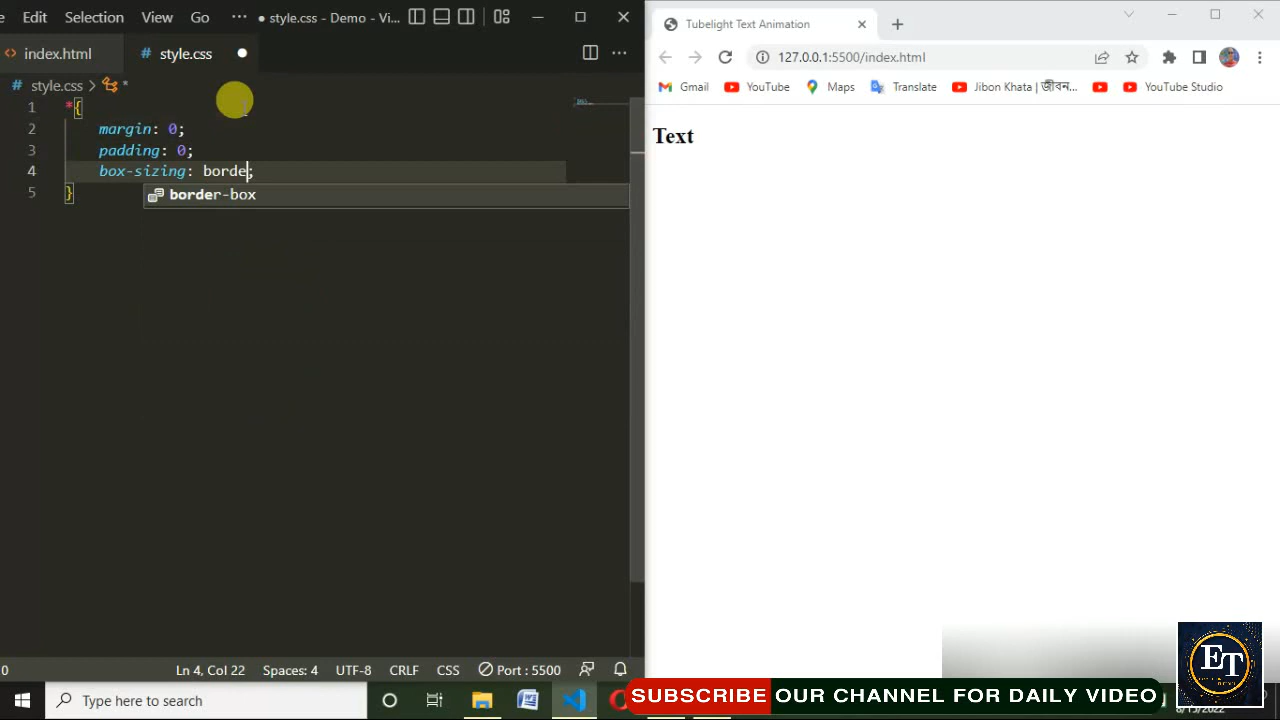 Edit Selection View Go ··· ● style.css - Demo - Vi...
<> index.html # style.css ●
# style.css > *
1 *{
2 margin: 0;
3 padding: 0;
4 box-sizing: borde;
border-box
5 }
Ln 4, Col 22 Spaces: 4 UTF-8 CRLF CSS Port : 5500
Type here to search
Tubelight Text Animation
127.0.0.1:5500/index.html
Gmail YouTube Maps Translate Jibon Khata | জীবন... YouTube Studio
Text
ET
SUBSCRIBE OUR CHANNEL FOR DAILY VIDEO